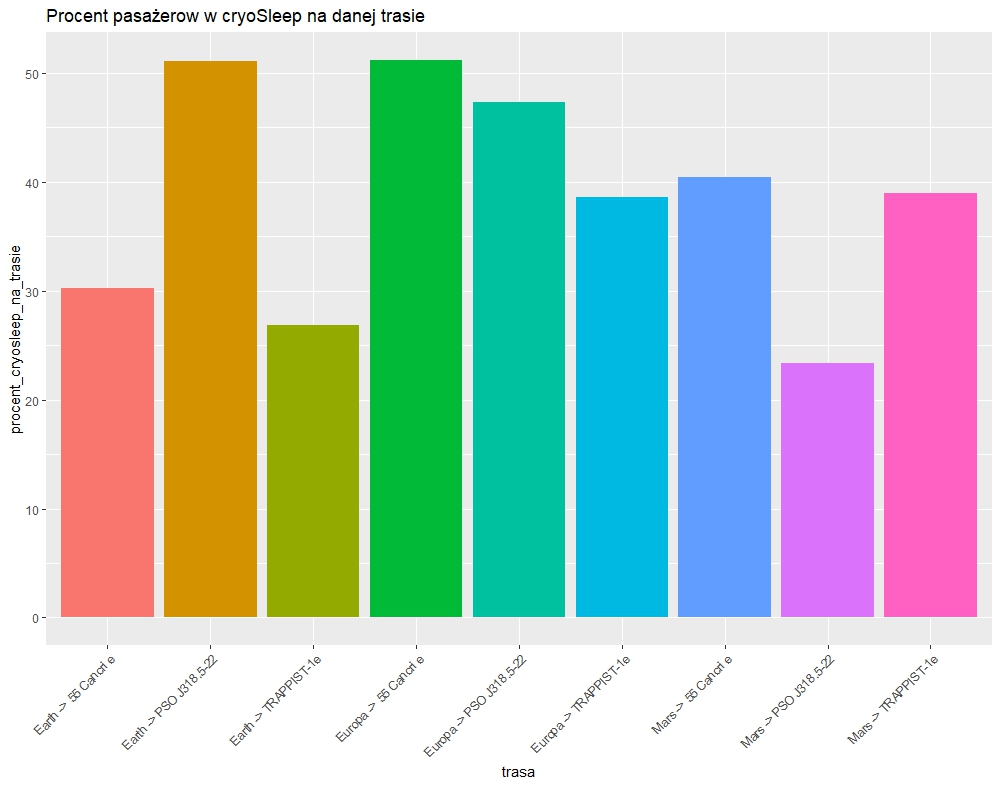 Procent pasażerow w cryoSleep na danej trasie
procent_cryosleep_na_trasie
50
40
30
20
10
0
Earth -> 55 Cancri e
Earth -> PSO J318.5-22
Earth -> TRAPPIST-1e
Europa -> 55 Cancri e
Europa -> PSO J318.5-22
Europa -> TRAPPIST-1e
Mars -> 55 Cancri e
Mars -> PSO J318.5-22
Mars -> TRAPPIST-1e
trasa